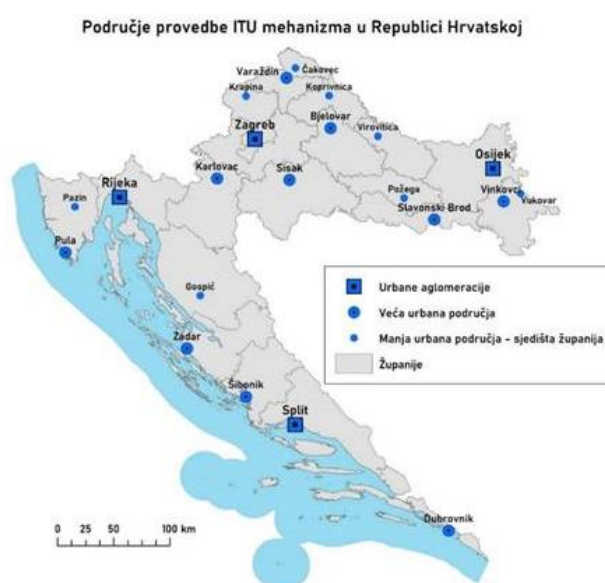 Područje provedbe ITU mehanizma u Republici Hrvatskoj
Čakovec
Varaždin
Krapina
Koprivnica
Zagreb
Bjelovar
Virovitica
Osijek
Karlovac
Sisak
Rijeka
Požega
Vinkovci
Vukovar
Pazin
Slavonski Brod
Pula
Gospić
Urbane aglomeracije
Veća urbana područja
Manja urbana područja - sjedišta županija
Županije
Zadar
Šibenik
Split
Dubrovnik
0 25 50 100 km